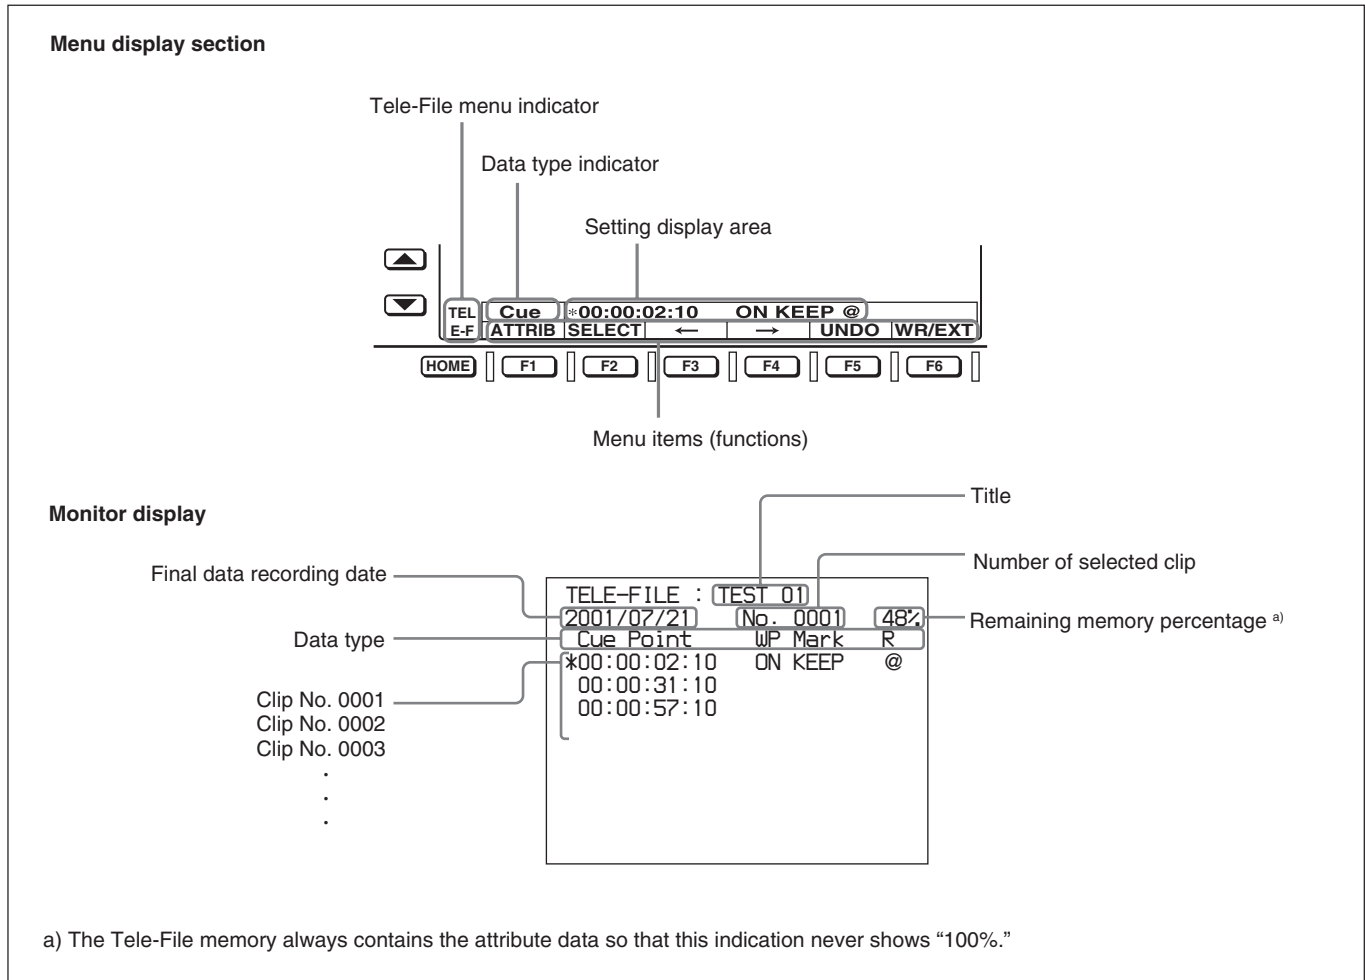 Menu display section
Tele-File menu indicator
Data type indicator
Setting display area
TEL Cue *00:00:02:10 ON KEEP @
E-F ATTRIB SELECT ← → UNDO WR/EXT
HOME F1 F2 F3 F4 F5 F6
Menu items (functions)
Title
Monitor display
Number of selected clip
Final data recording date
TELE-FILE : TEST 01
2001/07/21 No. 0001 48%
Remaining memory percentage a)
Data type
Cue Point WP Mark R
*00:00:02:10 ON KEEP @
00:00:31:10
00:00:57:10
Clip No. 0001
Clip No. 0002
Clip No. 0003
.
.
.
a) The Tele-File memory always contains the attribute data so that this indication never shows “100%.”